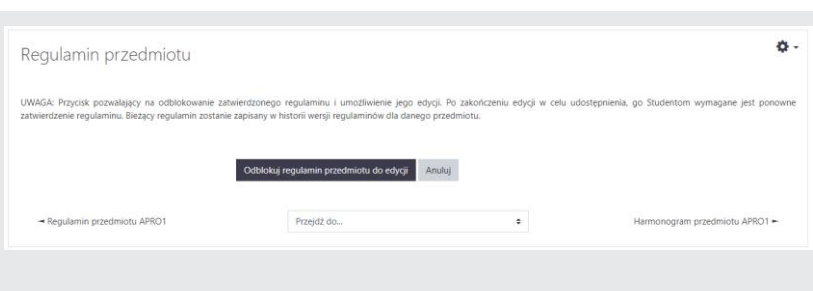 Regulamin przedmiotu
UWAGA: Przycisk pozwalający na odblokowanie zatwierdzonego regulaminu i umożliwienie jego edycji. Po zakończeniu edycji w celu udostępnienia, go Studentom wymagane jest ponowne
zatwierdzenie regulaminu. Bieżący regulamin zostanie zapisany w historii wersji regulaminów dla danego przedmiotu.
Odblokuj regulamin przedmiotu do edycji Anuluj
◄ Regulamin przedmiotu APRO1 Przejdź do... Harmonogram przedmiotu APRO1 ►